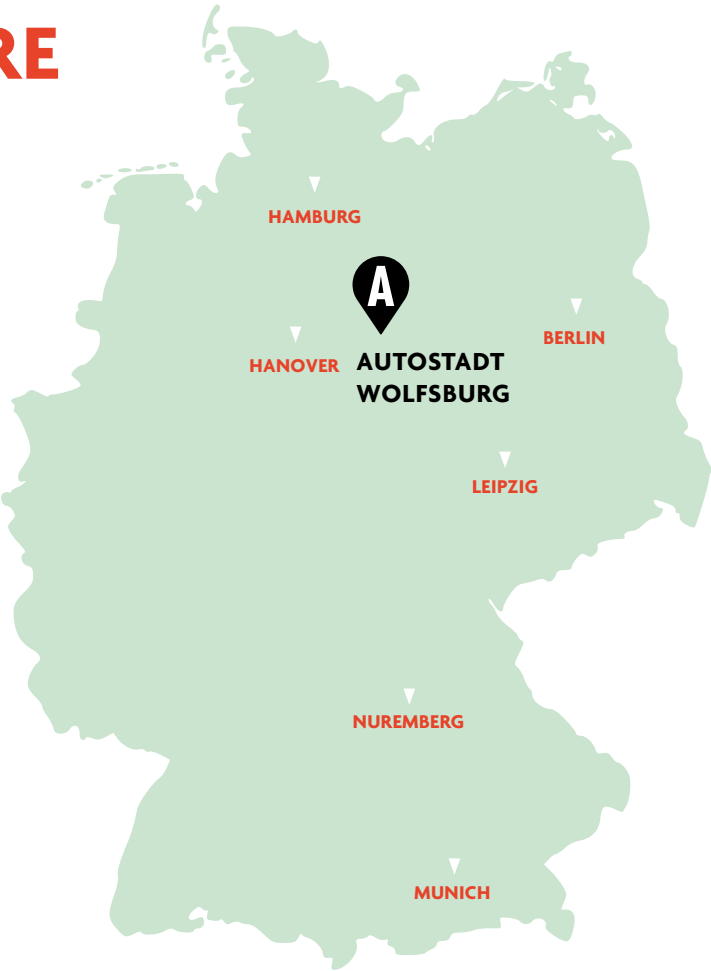 RE
HAMBURG
A
BERLIN
HANOVER
AUTOSTADT
WOLFSBURG
LEIPZIG
NUREMBERG
MUNICH